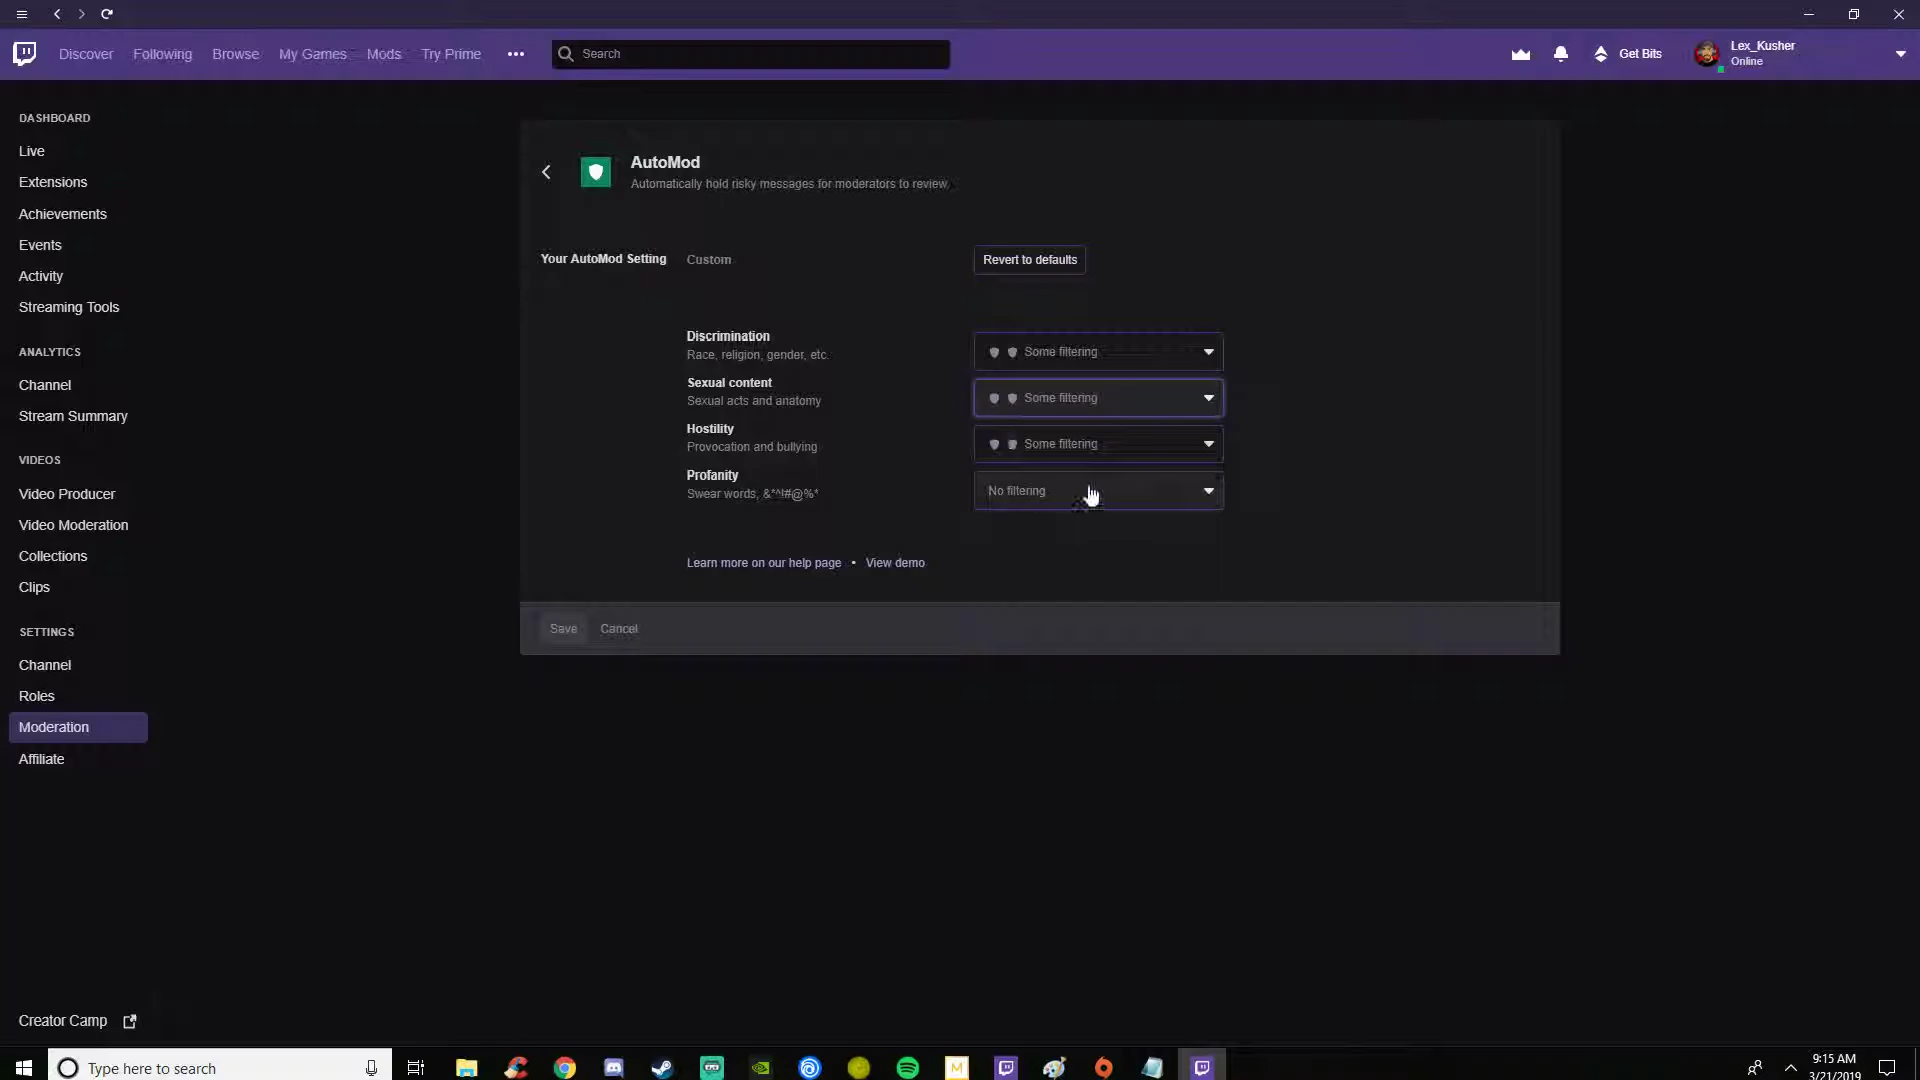 Discover
Following
Browse
My Games
Mods
Try Prime
Search
Get Bits
Lex_Kusher
Online
DASHBOARD
Live
Extensions
Achievements
Events
Activity
Streaming Tools
ANALYTICS
Channel
Stream Summary
VIDEOS
Video Producer
Video Moderation
Collections
Clips
SETTINGS
Channel
Roles
Moderation
Affiliate
Creator Camp
AutoMod
Automatically hold risky messages for moderators to review.
Your AutoMod Setting
Custom
Revert to defaults
Discrimination
Race, religion, gender, etc.
Some filtering
Sexual content
Sexual acts and anatomy
Some filtering
Hostility
Provocation and bullying
Some filtering
Profanity
Swear words, &*^!#@%*
No filtering
Learn more on our help page • View demo
Save
Cancel
Type here to search
M
9:15 AM
3/21/2019